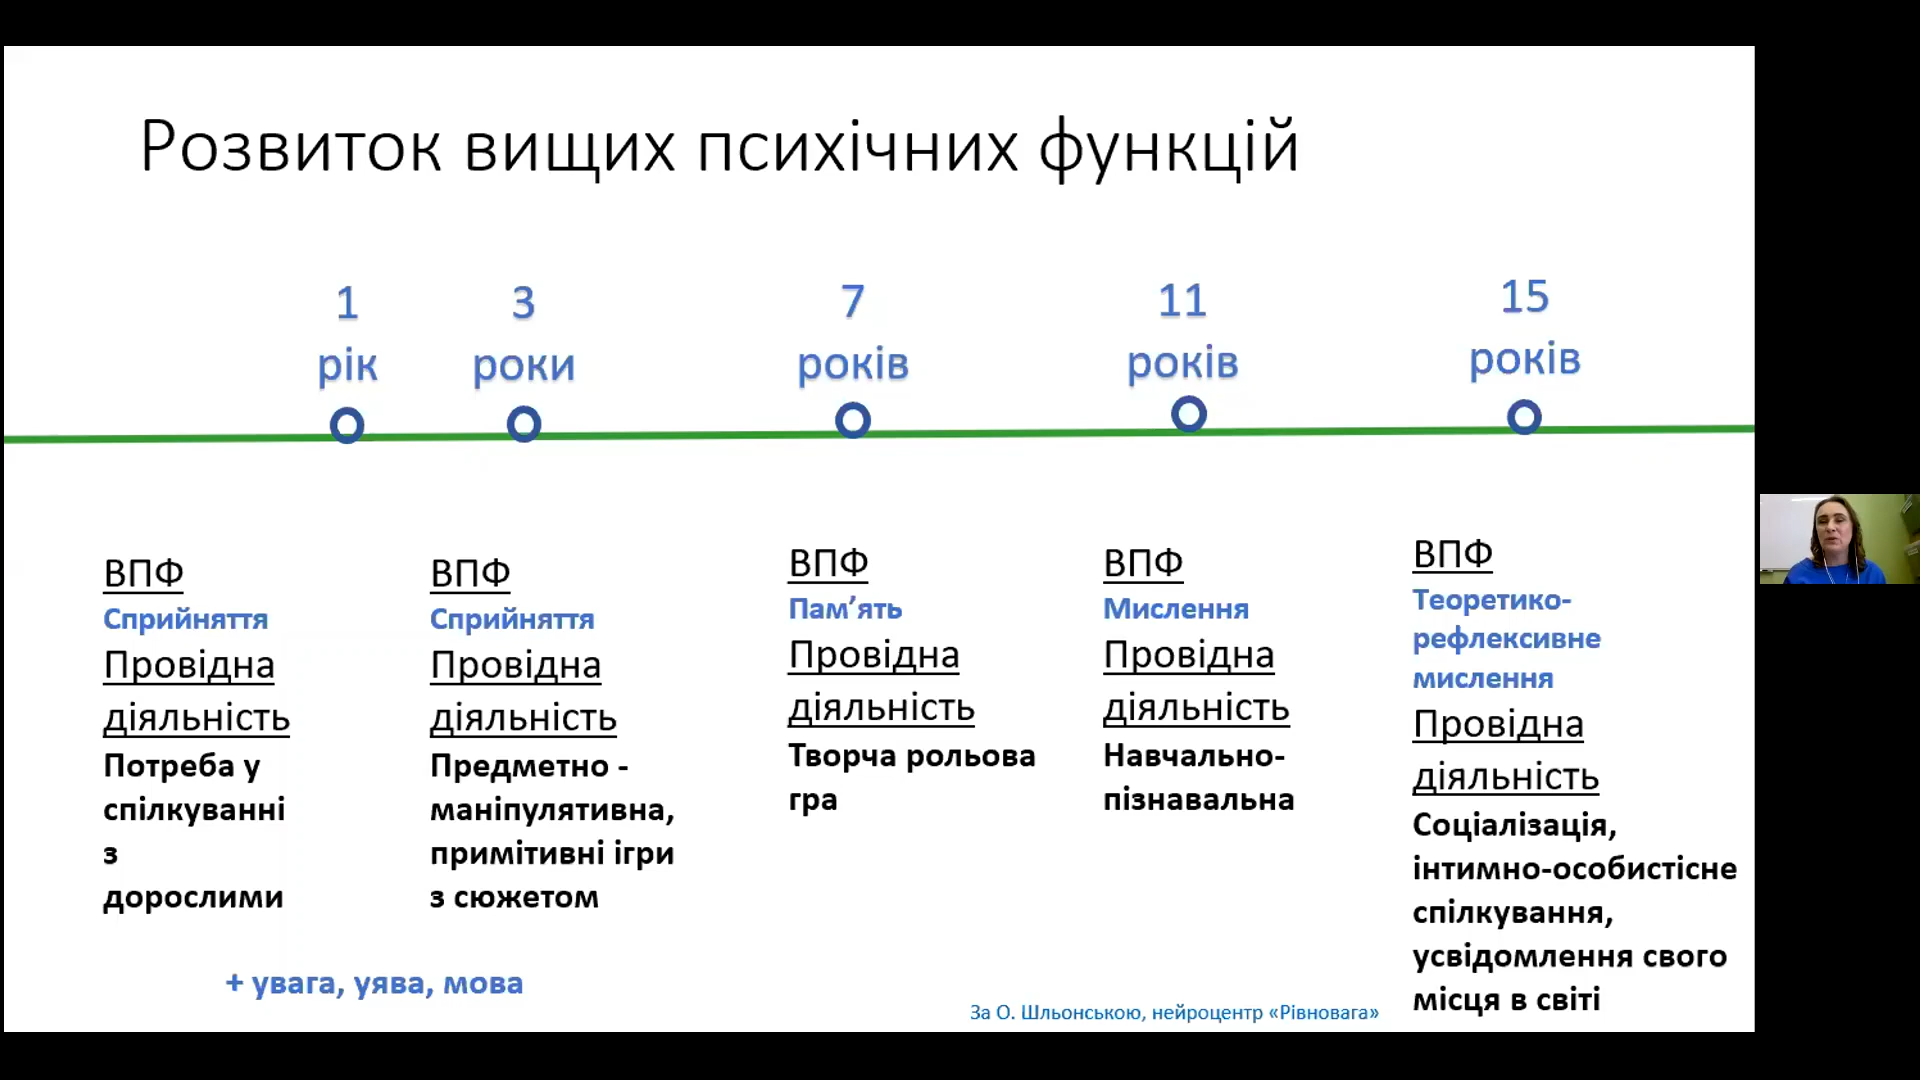 Розвиток вищих психічних функцій
1
рік
3
роки
7
років
11
років
15
років
ВПФ
Сприйняття
Провідна
діяльність
Потреба у
спілкуванні
з
дорослими
ВПФ
Сприйняття
Провідна
діяльність
Предметно -
маніпулятивна,
примітивні ігри
з сюжетом
ВПФ
Пам’ять
Провідна
діяльність
Творча рольова
гра
ВПФ
Мислення
Провідна
діяльність
Навчально-
пізнавальна
ВПФ
Теоретико-
рефлексивне
мислення
Провідна
діяльність
Соціалізація,
інтимно-особистісне
спілкування,
усвідомлення свого
місця в світі
+ увага, уява, мова
За О. Шльонською, нейроцентр «Рівновага»